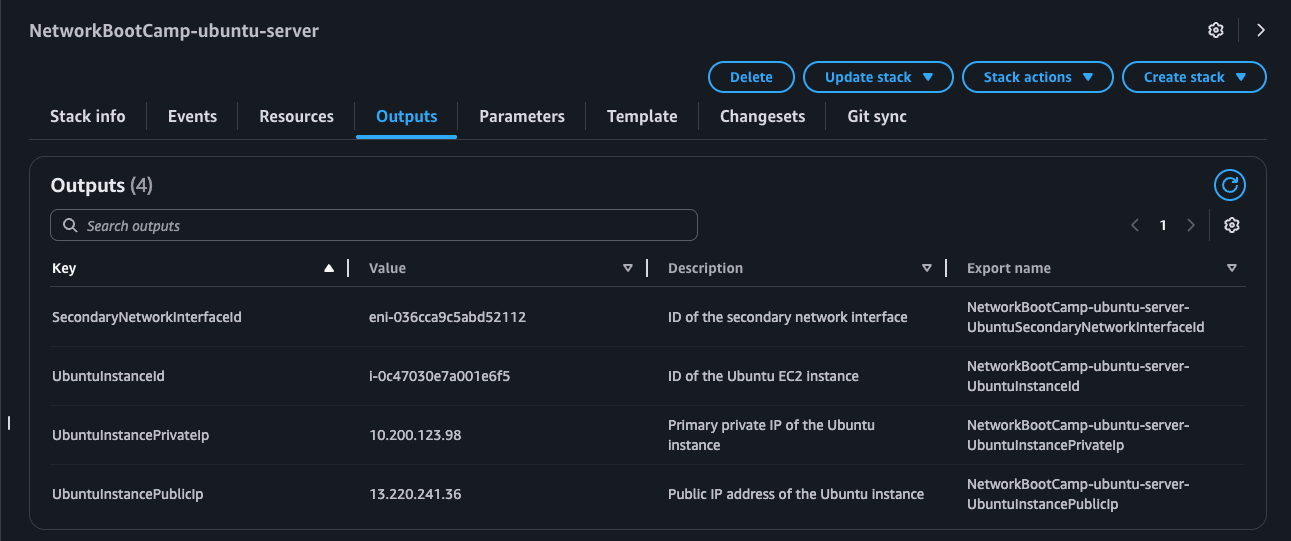 NetworkBootCamp-ubuntu-server
Delete
Update stack
Stack actions
Create stack
Stack info
Events
Resources
Outputs
Parameters
Template
Changesets
Git sync
Outputs (4)
Search outputs
1
Key
Value
Description
Export name
SecondaryNetworkInterfaceId
eni-036cca9c5abd52112
ID of the secondary network interface
NetworkBootCamp-ubuntu-server-
UbuntuSecondaryNetworkInterfaceId
UbuntuInstanceId
i-0c47030e7a001e6f5
ID of the Ubuntu EC2 instance
NetworkBootCamp-ubuntu-server-
UbuntuInstanceId
UbuntuInstancePrivateIp
10.200.123.98
Primary private IP of the Ubuntu
instance
NetworkBootCamp-ubuntu-server-
UbuntuInstancePrivateIp
UbuntuInstancePublicIp
13.220.241.36
Public IP address of the Ubuntu instance
NetworkBootCamp-ubuntu-server-
UbuntuInstancePublicIp